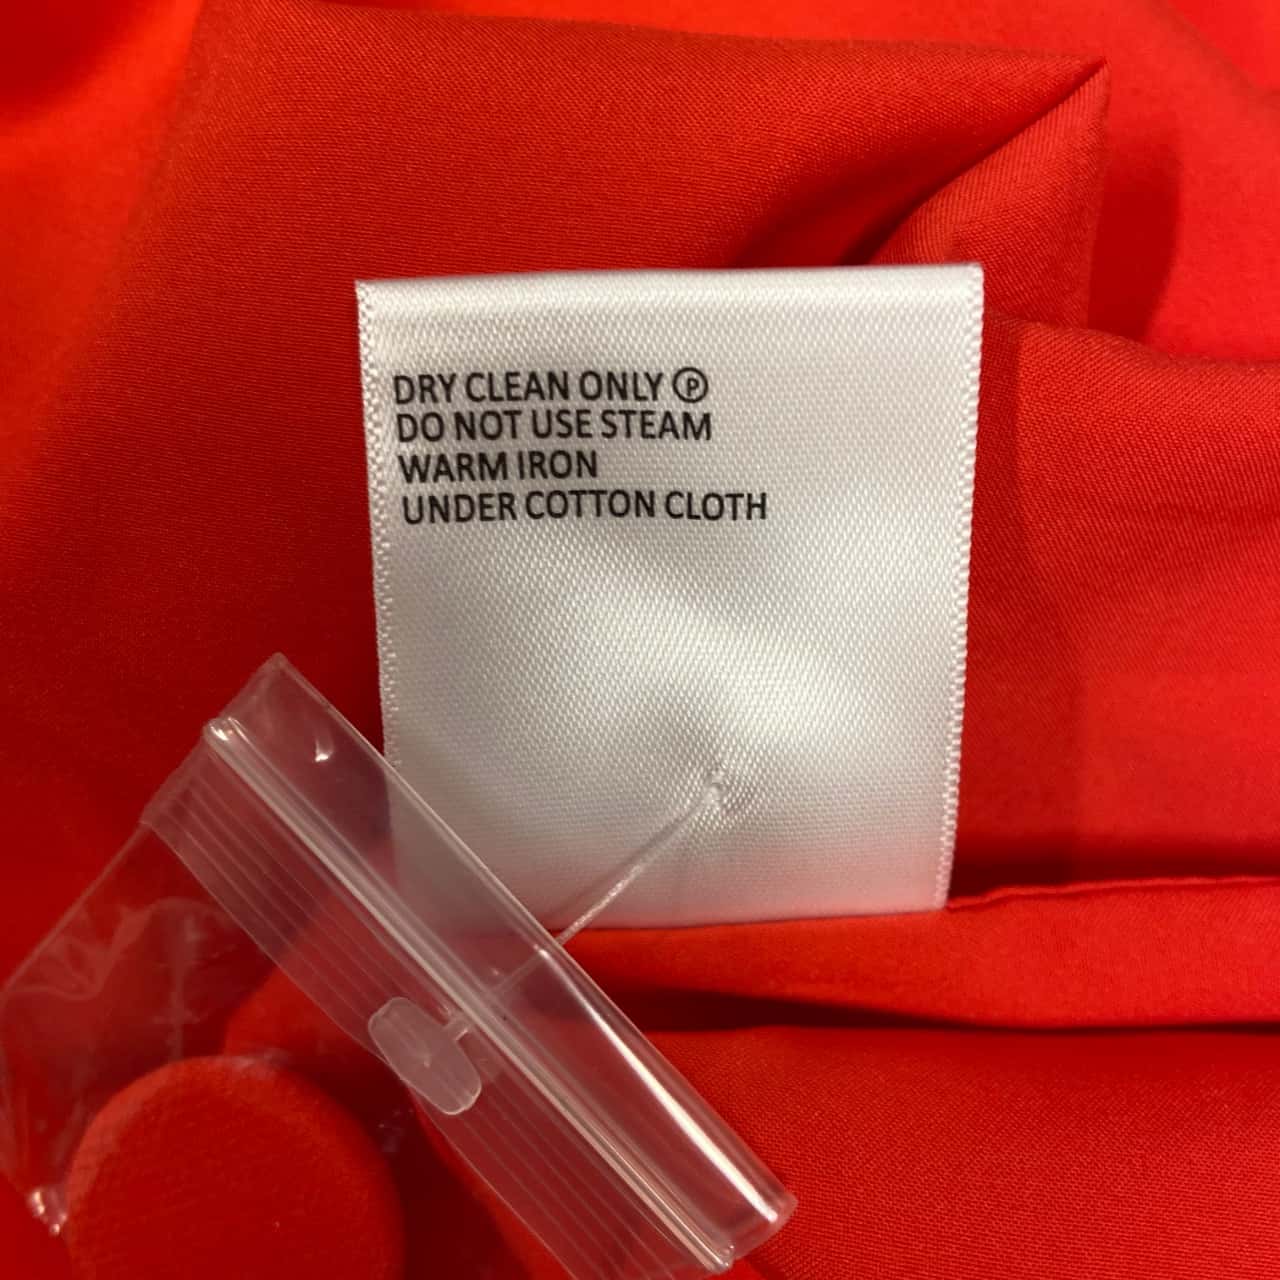 DRY CLEAN ONLY Ⓟ
DO NOT USE STEAM
WARM IRON
UNDER COTTON CLOTH